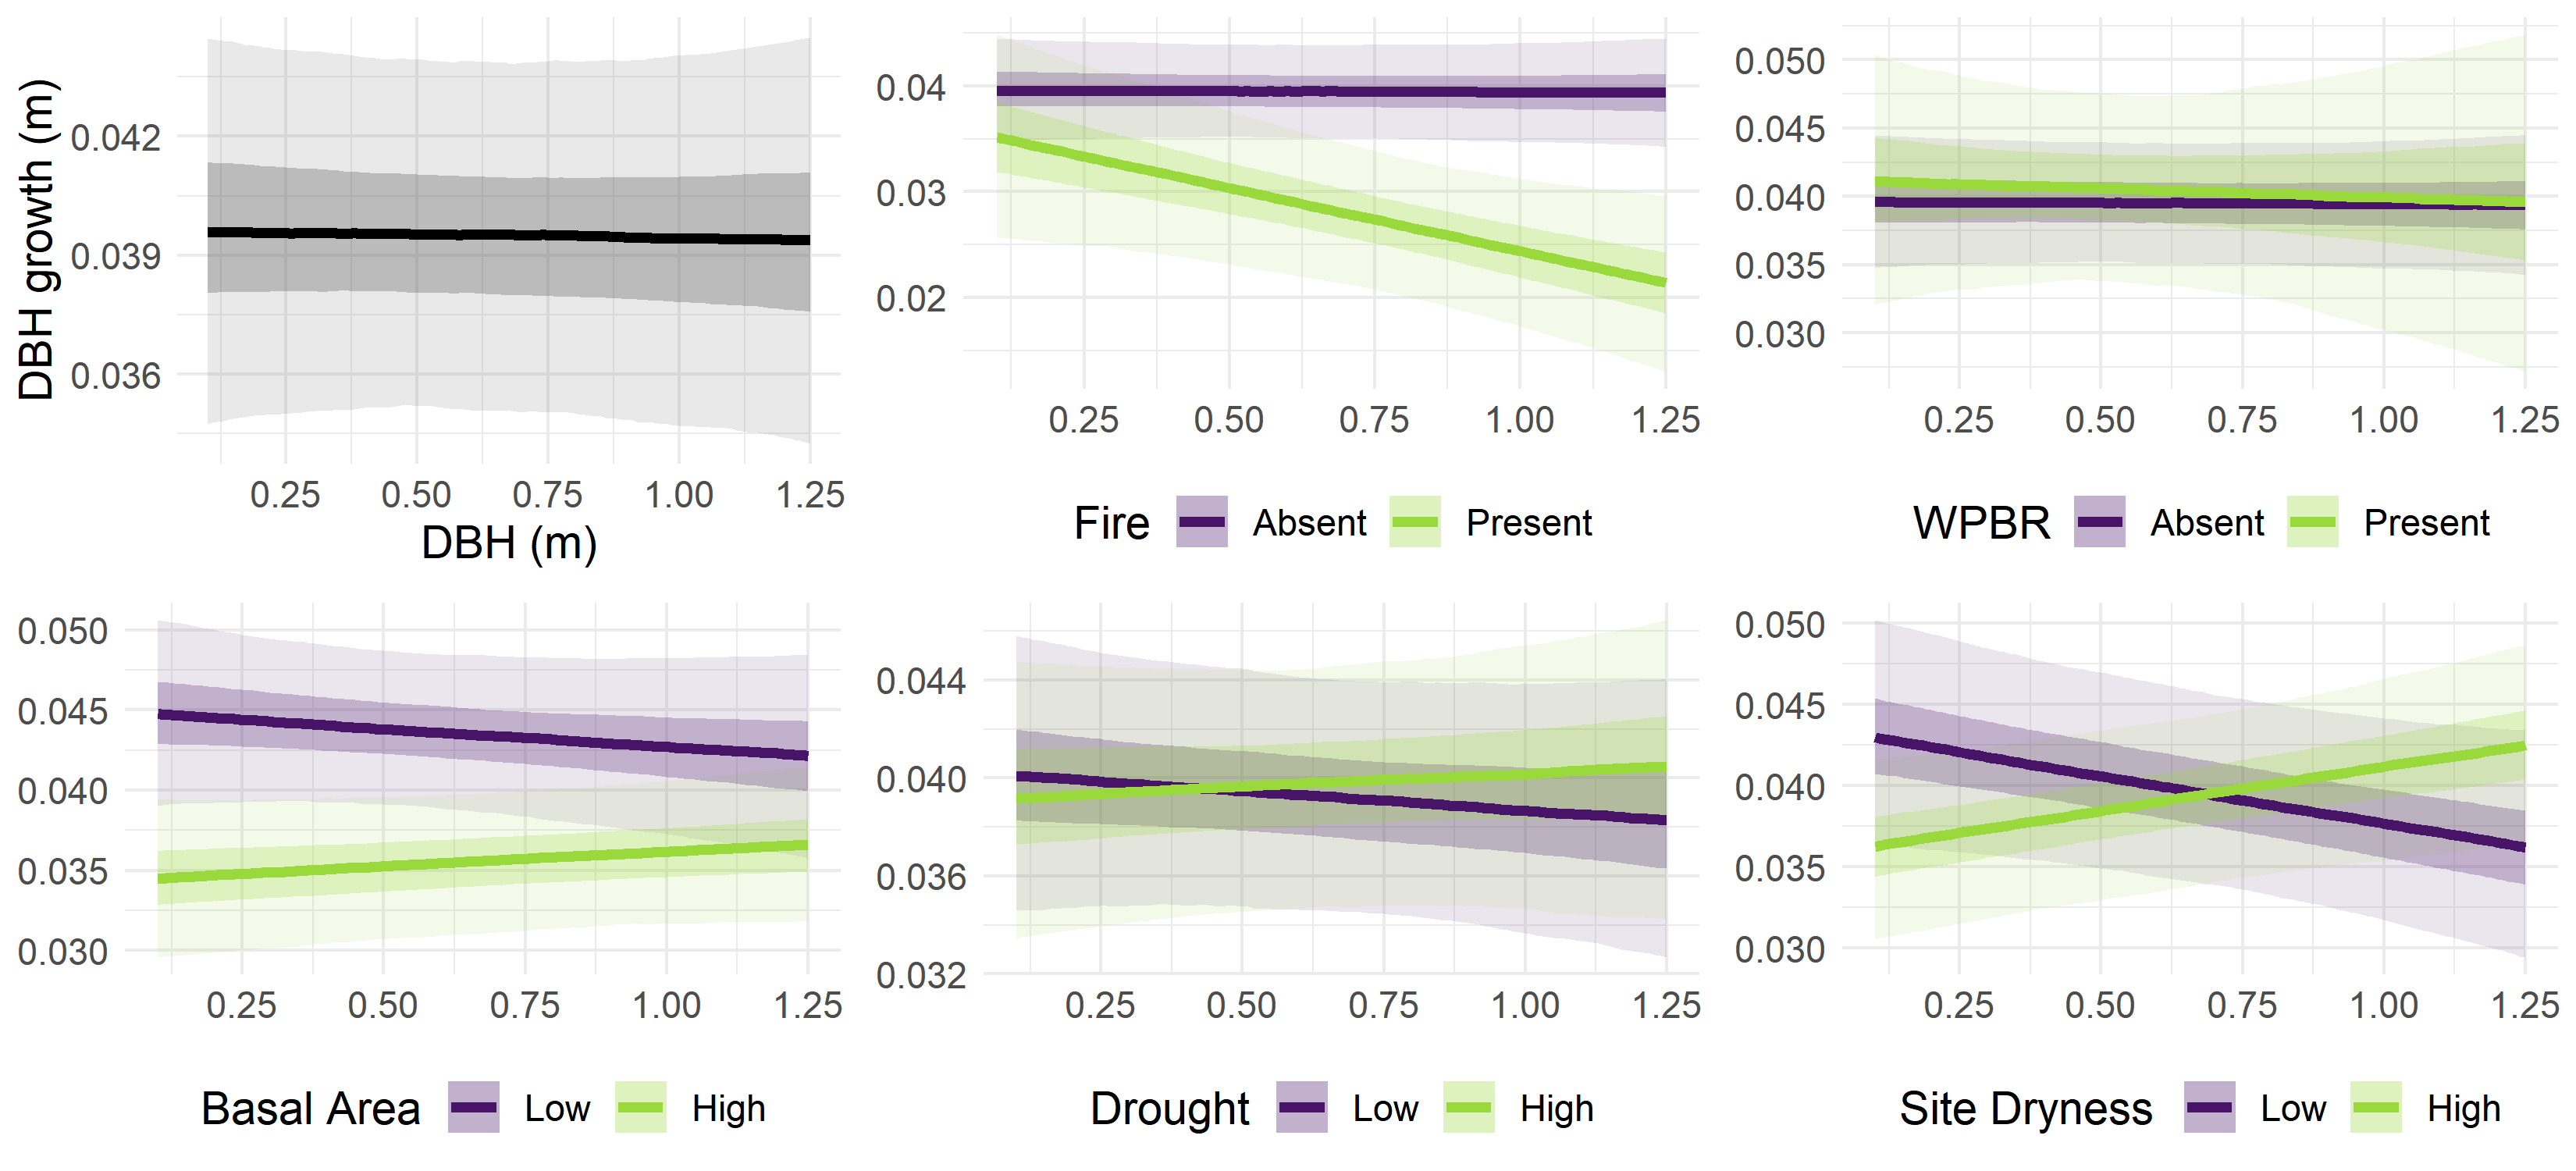 DBH growth (m)
0.042
0.039
0.036
0.25 0.50 0.75 1.00 1.25
DBH (m)
0.04
0.03
0.02
0.25 0.50 0.75 1.00 1.25
Fire Absent Present
0.050
0.045
0.040
0.035
0.030
0.25 0.50 0.75 1.00 1.25
WPBR Absent Present
0.050
0.045
0.040
0.035
0.030
0.25 0.50 0.75 1.00 1.25
Basal Area Low High
0.044
0.040
0.036
0.032
0.25 0.50 0.75 1.00 1.25
Drought Low High
0.050
0.045
0.040
0.035
0.030
0.25 0.50 0.75 1.00 1.25
Site Dryness Low High